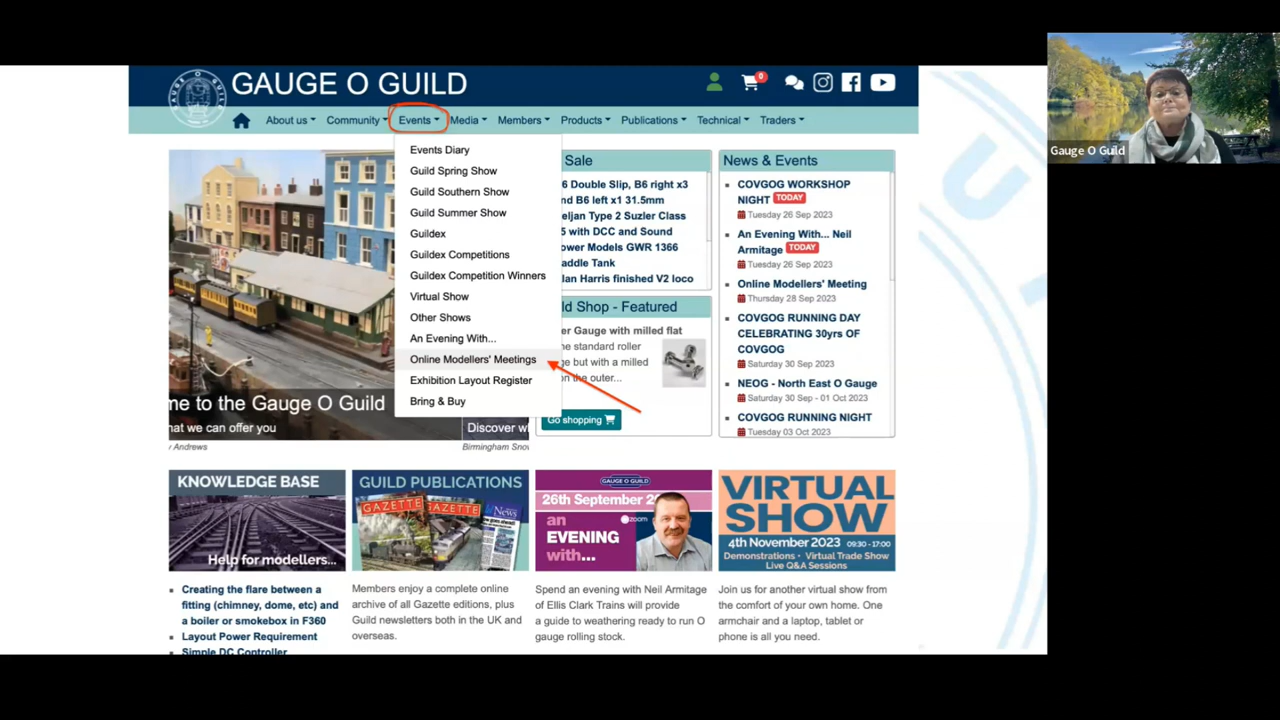 GAUGE O GUILD
0
About us
Community
Events
Media
Members
Products
Publications
Technical
Traders
Events Diary
Guild Spring Show
Guild Southern Show
Guild Summer Show
Guildex
Guildex Competitions
Guildex Competition Winners
Virtual Show
Other Shows
An Evening With...
Online Modellers' Meetings
Exhibition Layout Register
Bring & Buy
me to the Gauge O Guild
hat we can offer you
Discover wh
y Andrews
Birmingham Snow
Sale
6 Double Slip, B6 right x3
nd B6 left x1 31.5mm
eljan Type 2 Suzler Class
5 with DCC and Sound
ower Models GWR 1366
addle Tank
lan Harris finished V2 loco
ld Shop - Featured
er Gauge with milled flat
he standard roller
ge but with a milled
on the outer...
Go shopping
News & Events
COVGOG WORKSHOP
NIGHT TODAY
Tuesday 26 Sep 2023
An Evening With... Neil
Armitage TODAY
Tuesday 26 Sep 2023
Online Modellers' Meeting
Thursday 28 Sep 2023
COVGOG RUNNING DAY
CELEBRATING 30yrs OF
COVGOG
Saturday 30 Sep 2023
NEOG - North East O Gauge
Saturday 30 Sep - 01 Oct 2023
COVGOG RUNNING NIGHT
Tuesday 03 Oct 2023
KNOWLEDGE BASE
Help for modellers...
Creating the flare between a
fitting (chimney, dome, etc) and
a boiler or smokebox in F360
Layout Power Requirement
Simple DC Controller
GUILD PUBLICATIONS
GAZETTE
GAZETTE
News
Members enjoy a complete online
archive of all Gazette editions, plus
Guild newsletters both in the UK and
overseas.
GAUGE O GUILD
26th September 2
zoom
an
EVENING
with...
Spend an evening with Neil Armitage
of Ellis Clark Trains will provide
a guide to weathering ready to run O
gauge rolling stock.
VIRTUAL
SHOW
4th November 2023 09:30 - 17:00
Demonstrations • Virtual Trade Show
Live Q&A Sessions
Join us for another virtual show from
the comfort of your own home. One
armchair and a laptop, tablet or
phone is all you need.
Gauge O Guild